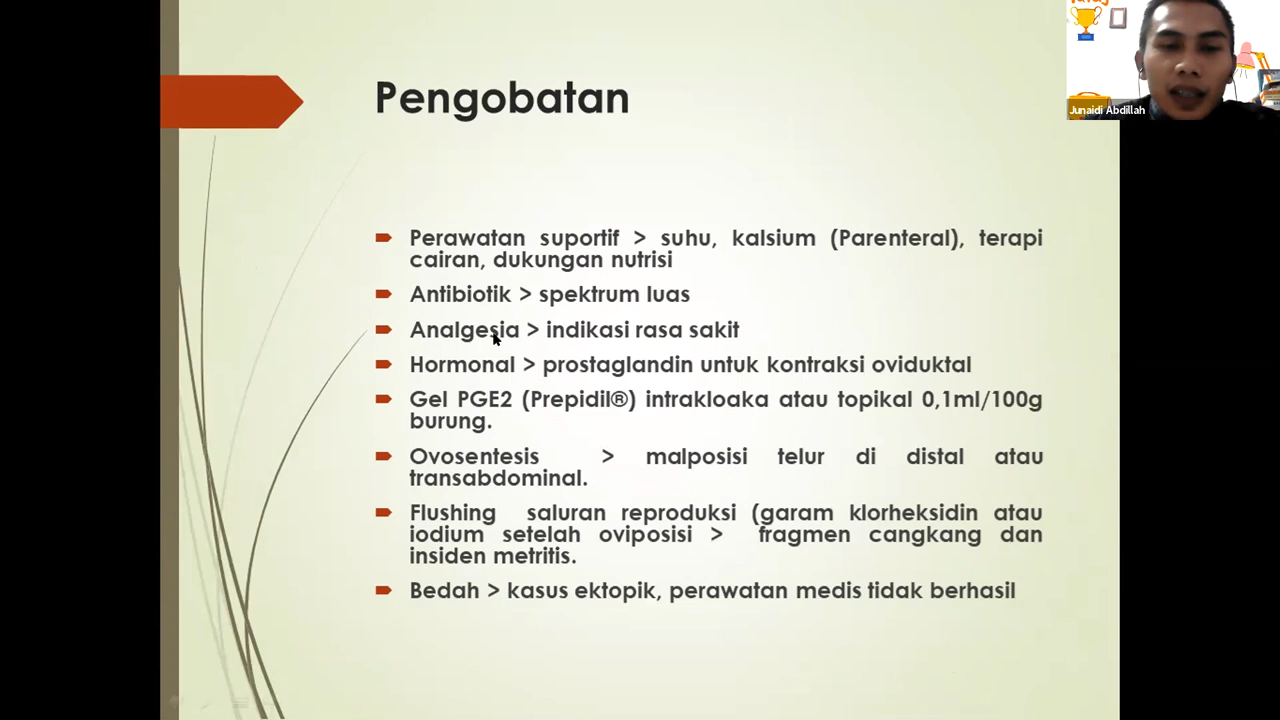 Pengobatan
Junaidi Abdillah
Perawatan suportif > suhu, kalsium (Parenteral), terapi
cairan, dukungan nutrisi
Antibiotik > spektrum luas
Analgesia > indikasi rasa sakit
Hormonal > prostaglandin untuk kontraksi oviduktal
Gel PGE2 (Prepidil®) intrakloaka atau topikal 0,1ml/100g
burung.
Ovosentesis > malposisi telur di distal atau
transabdominal.
Flushing saluran reproduksi (garam klorheksidin atau
iodium setelah oviposisi > fragmen cangkang dan
insiden metritis.
Bedah > kasus ektopik, perawatan medis tidak berhasil